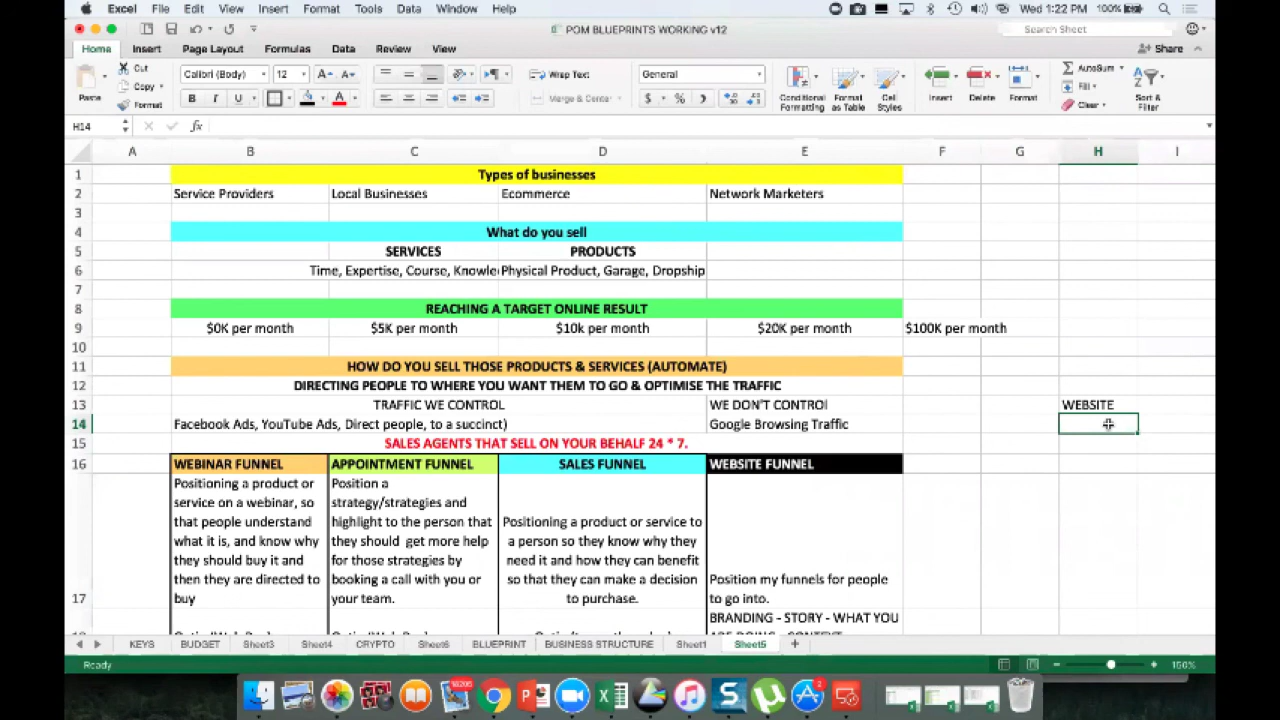 Excel File Edit View Insert Format Tools Data Window Help Wed 1:22 PM 100%
POM BLUEPRINTS WORKING v12 Search Sheet
Home Insert Page Layout Formulas Data Review View Share
Paste Cut Copy Format
Calibri (Body) 12 A A
B I U A
Wrap Text
Merge & Center
General
$ % )
Conditional Formatting
Format as Table
Cell Styles
Insert Delete Format
AutoSum
Fill
Clear
Sort & Filter
H14 fx
A B C D E F G H I
1 Types of businesses
2 Service Providers Local Businesses Ecommerce Network Marketers
3
4 What do you sell
5 SERVICES PRODUCTS
6 Time, Expertise, Course, Knowle Physical Product, Garage, Dropship
7
8 REACHING A TARGET ONLINE RESULT
9 $0K per month $5K per month $10k per month $20K per month $100K per month
10
11 HOW DO YOU SELL THOSE PRODUCTS & SERVICES (AUTOMATE)
12 DIRECTING PEOPLE TO WHERE YOU WANT THEM TO GO & OPTIMISE THE TRAFFIC
13 TRAFFIC WE CONTROL WE DON'T CONTROl WEBSITE
14 Facebook Ads, YouTube Ads, Direct people, to a succinct) Google Browsing Traffic
15 SALES AGENTS THAT SELL ON YOUR BEHALF 24 * 7.
16 WEBINAR FUNNEL APPOINTMENT FUNNEL SALES FUNNEL WEBSITE FUNNEL
17
Positioning a product or
service on a webinar, so
that people understand
what it is, and know why
they should buy it and
then they are directed to
buy
Position a
strategy/strategies and
highlight to the person that
they should get more help
for those strategies by
booking a call with you or
your team.
Positioning a product or service to
a person so they know why they
need it and how they can benefit
so that they can make a decision
to purchase.
Position my funnels for people
to go into.
BRANDING - STORY - WHAT YOU
KEYS BUDGET Sheet3 Sheet4 CRYPTO Sheet6 BLUEPRINT BUSINESS STRUCTURE Sheet1 Sheet5 +
Ready 150%